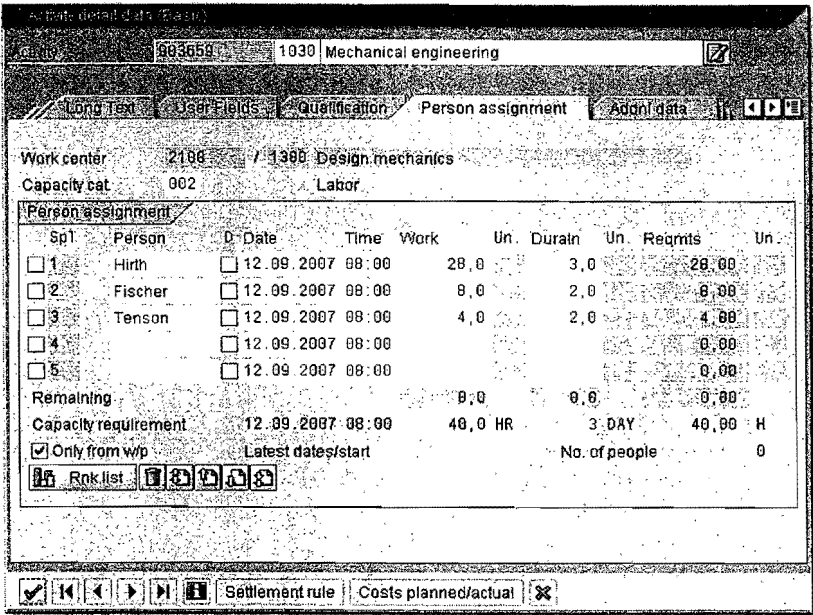 Activity detail data (Basic)
Activity 903659 1030 Mechanical engineering
Long Text User Fields Qualification Person assignment Addnl data
Work center 2100 / 1300 Design mechanics
Capacity cat. 002 Labor
Person assignment
Spl Person D Date Time Work Un. Duratn Un. Reqmts Un.
1 Hirth 12.09.2007 08:00 28,0 3,0 28,00
2 Fischer 12.09.2007 08:00 8,0 2,0 8,00
3 Tenson 12.09.2007 08:00 4,0 2,0 4,00
4 12.09.2007 08:00 0,00
5 12.09.2007 08:00 0,00
Remaining 0,0 0,0 0,00
Capacity requirement 12.09.2007 08:00 40,0 HR 3 DAY 40,00 H
Only from w/p Latest dates/start No. of people 0
Rnk list
Settlement rule Costs planned/actual